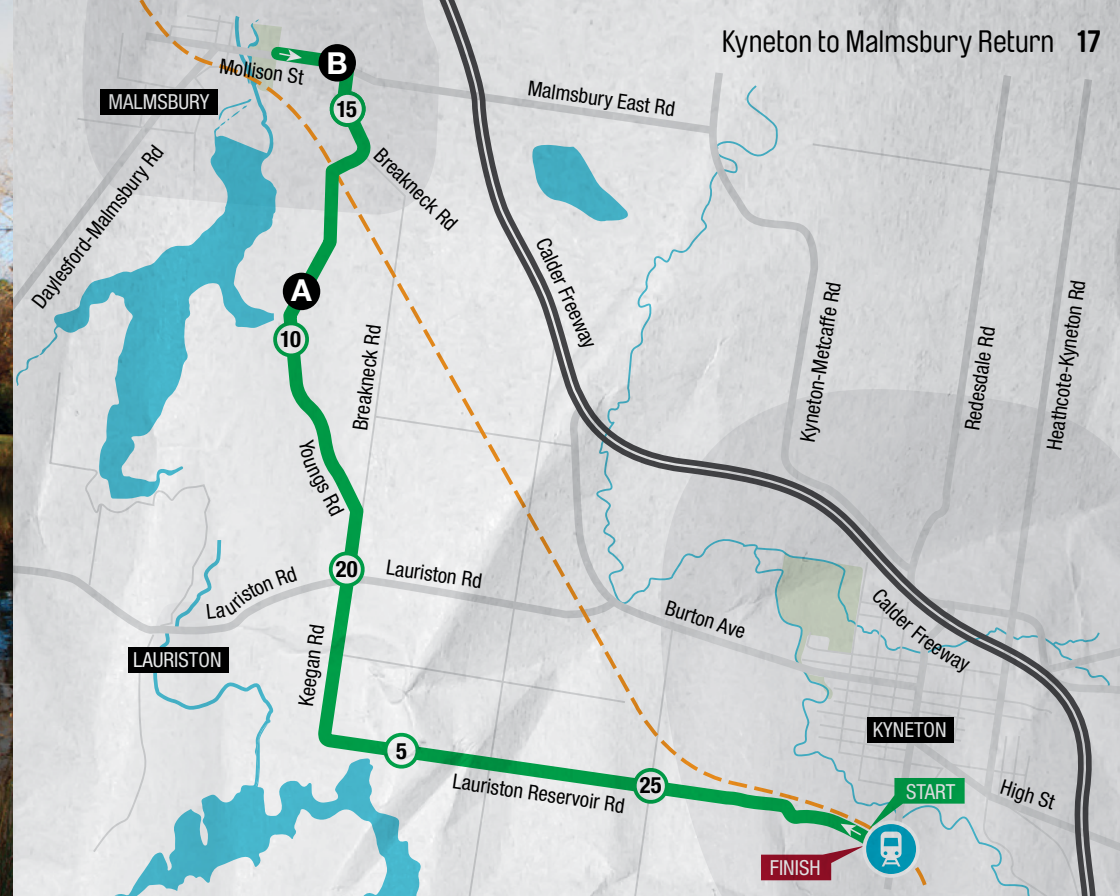 Kyneton to Malmsbury Return 17
B
Mollison St
MALMSBURY
15
Malmsbury East Rd
Breakneck Rd
Daylesford-Malmsbury Rd
Calder Freeway
A
10
Breakneck Rd
Kyneton-Metcaffe Rd
Redesdale Rd
Heathcote-Kyneton Rd
Youngs Rd
20
Lauriston Rd
Lauriston Rd
Burton Ave
Calder Freeway
LAURISTON
Keegan Rd
KYNETON
5
Lauriston Reservoir Rd
25
START
High St
FINISH